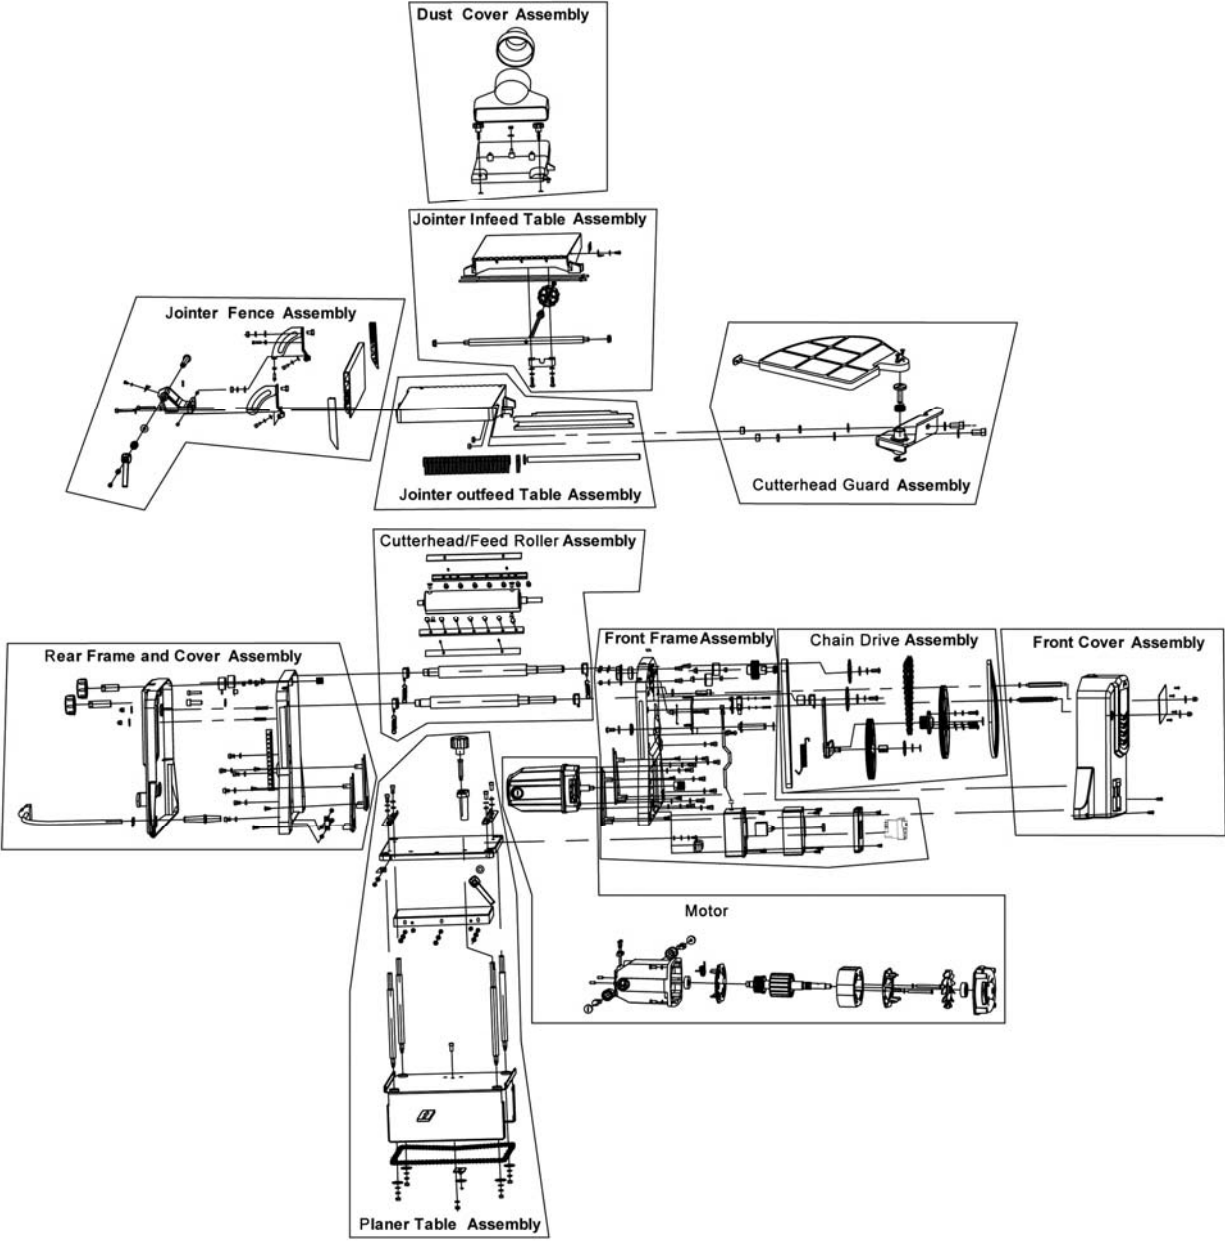 Dust Cover Assembly
Jointer Infeed Table Assembly
Jointer Fence Assembly
Cutterhead Guard Assembly
Jointer outfeed Table Assembly
Cutterhead/Feed Roller Assembly
Rear Frame and Cover Assembly
Front Frame Assembly
Chain Drive Assembly
Front Cover Assembly
Motor
Planer Table Assembly